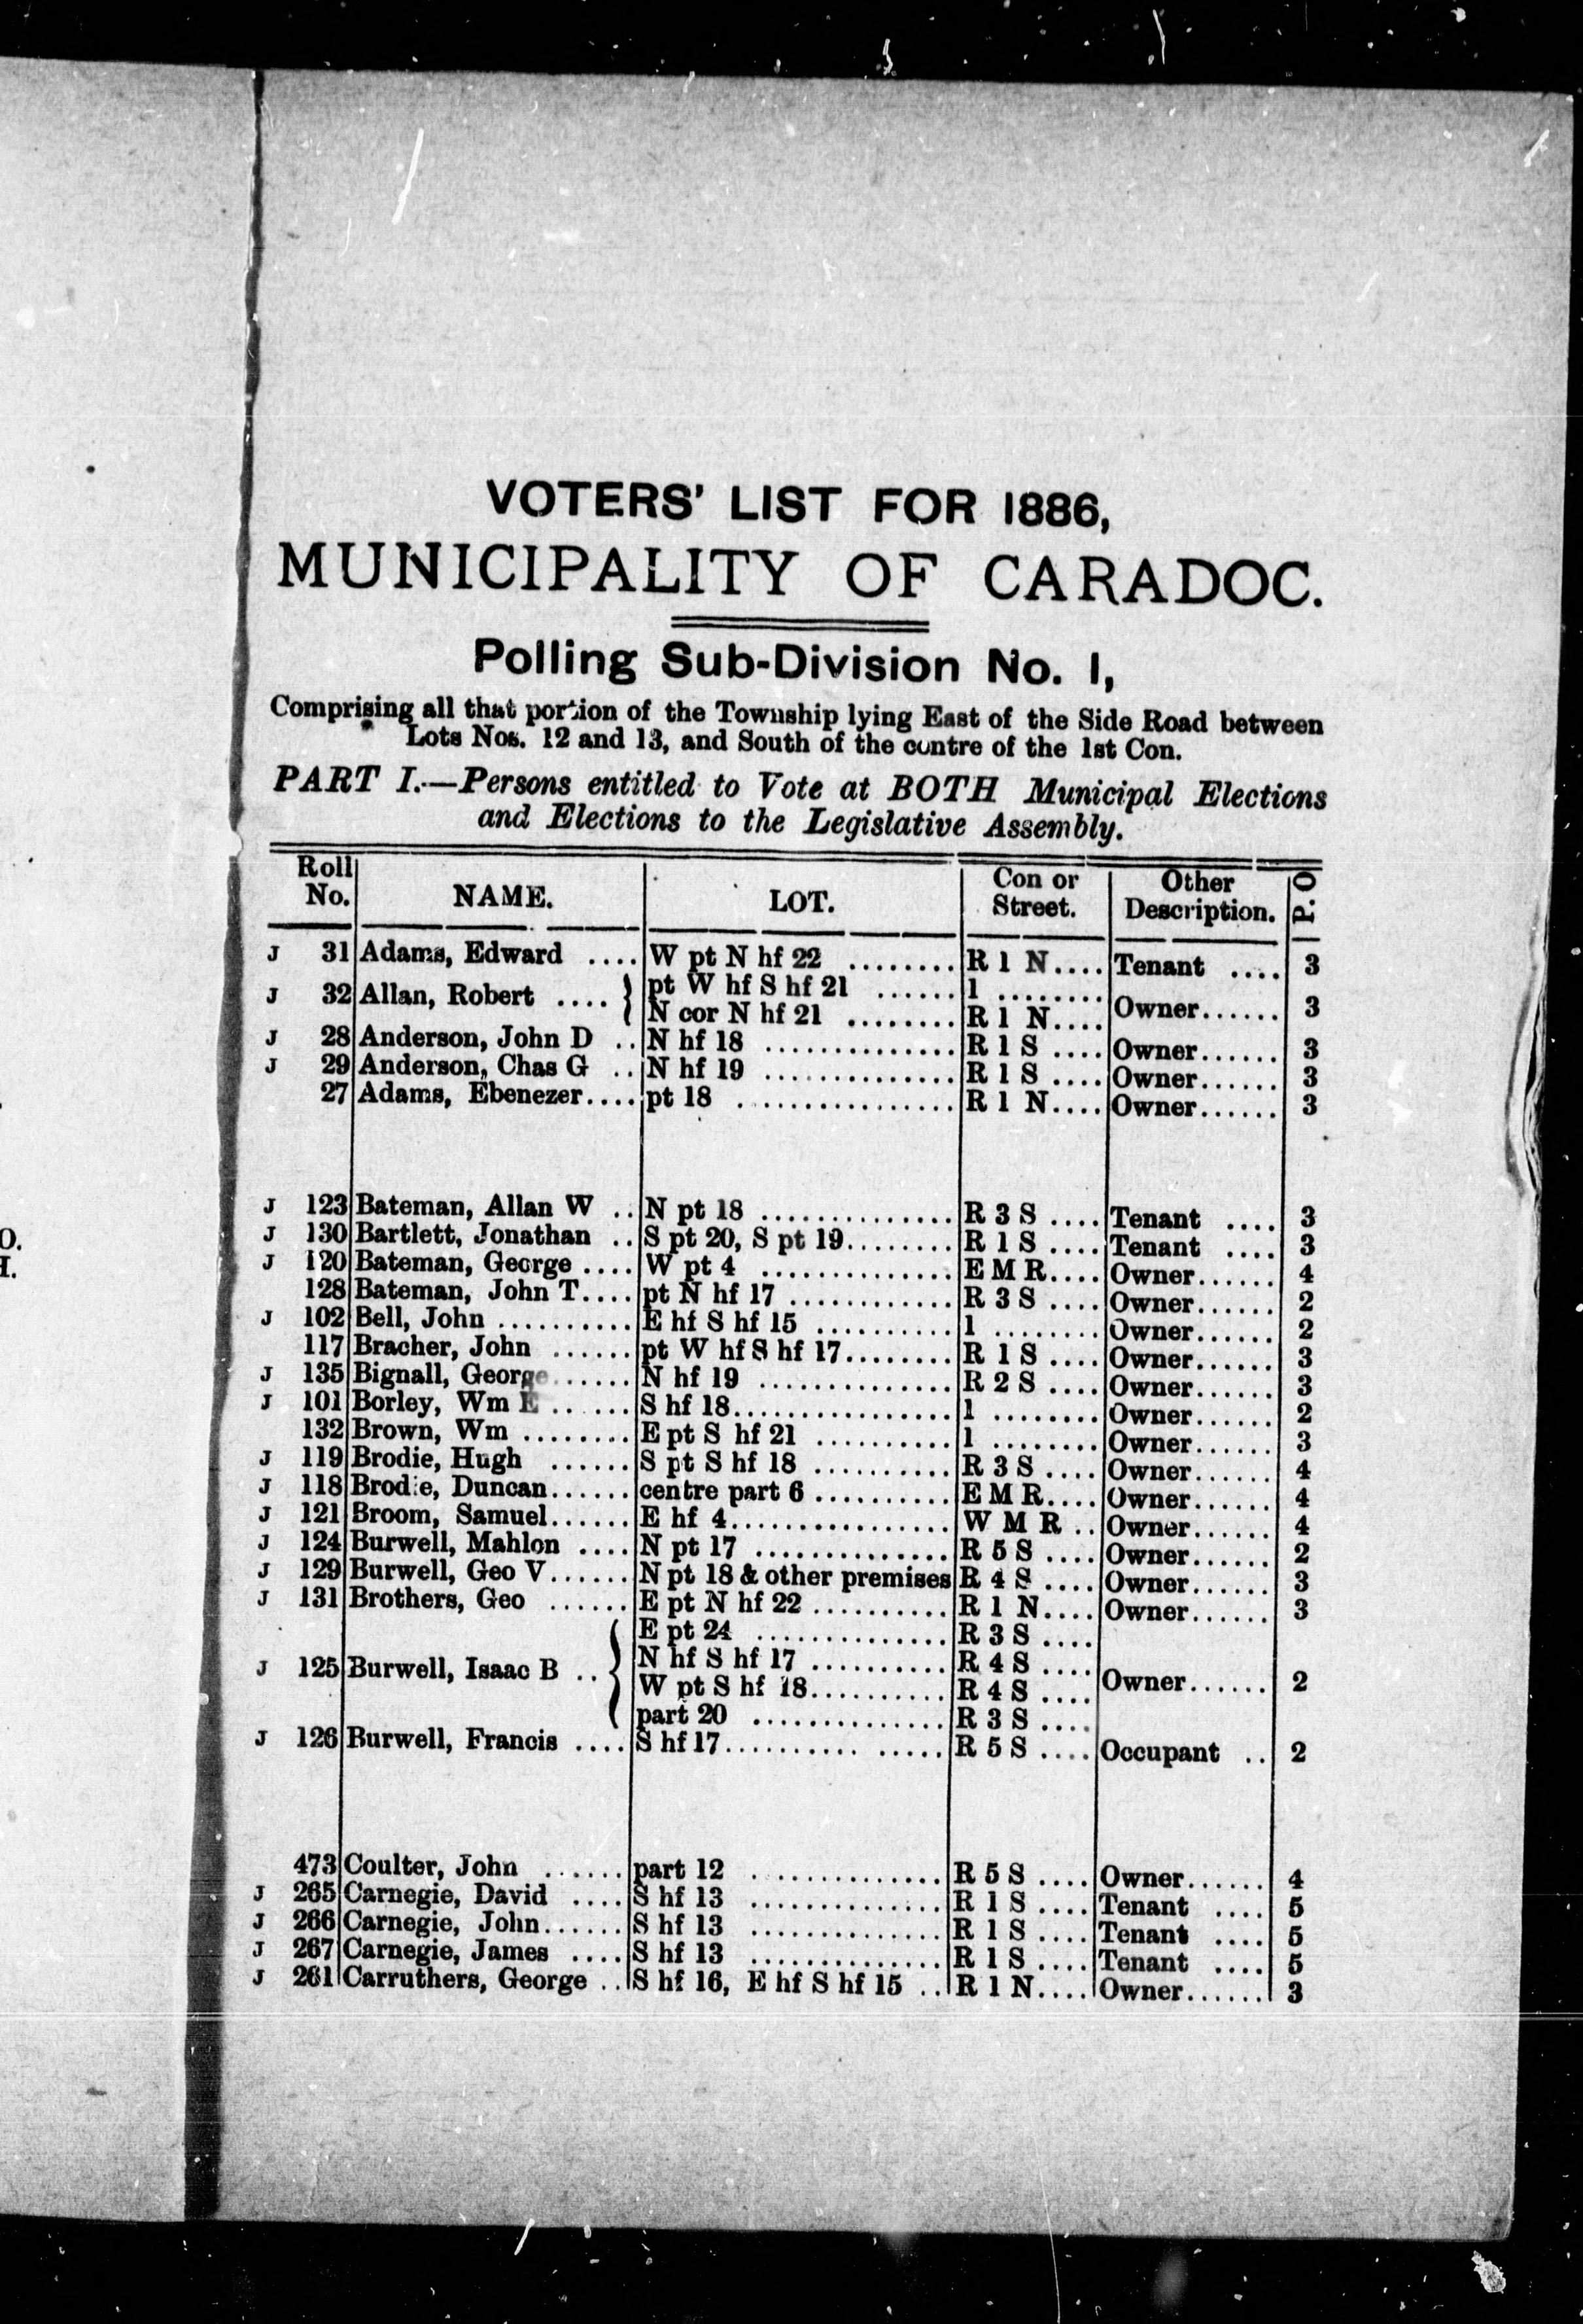 VOTERS' LIST FOR 1886,
MUNICIPALITY OF CARADOC.
Polling Sub-Division No. 1,
Comprising all that portion of the Township lying East of the Side Road between
Lots Nos. 12 and 13, and South of the centre of the 1st Con.
PART I.—Persons entitled to Vote at BOTH Municipal Elections
and Elections to the Legislative Assembly.
Roll No. NAME. LOT. Con or Street. Other Description. P. O
J 31 Adams, Edward .... W pt N hf 22 ........ R 1 N.... Tenant .... 3
J 32 Allan, Robert .... { pt W hf S hf 21 ...... 1 ........ Owner...... 3
N cor N hf 21 ........ R 1 N....
J 28 Anderson, John D .. N hf 18 .............. R 1 S .... Owner...... 3
J 29 Anderson, Chas G .. N hf 19 .............. R 1 S .... Owner...... 3
27 Adams, Ebenezer.... pt 18 ................ R 1 N.... Owner...... 3
J 123 Bateman, Allan W .. N pt 18 .............. R 3 S .... Tenant .... 3
J 130 Bartlett, Jonathan .. S pt 20, S pt 19........ R 1 S .... Tenant .... 3
J 120 Bateman, George .... W pt 4 .............. E M R.... Owner...... 4
128 Bateman, John T.... pt N hf 17 ............ R 3 S .... Owner...... 2
J 102 Bell, John .......... E hf S hf 15 .......... 1 ........ Owner...... 2
117 Bracher, John ...... pt W hf S hf 17........ R 1 S .... Owner...... 3
J 135 Bignall, George...... N hf 19 .............. R 2 S .... Owner...... 3
J 101 Borley, Wm E ...... S hf 18................ 1 ........ Owner...... 2
132 Brown, Wm ........ E pt S hf 21 .......... 1 ........ Owner...... 3
J 119 Brodie, Hugh ...... S pt S hf 18 .......... R 3 S .... Owner...... 4
J 118 Brodie, Duncan...... centre part 6 .......... E M R.... Owner...... 4
J 121 Broom, Samuel...... E hf 4................ W M R .. Owner...... 4
J 124 Burwell, Mahlon .... N pt 17 .............. R 5 S .... Owner...... 2
J 129 Burwell, Geo V...... N pt 18 & other premises R 4 S .... Owner...... 3
J 131 Brothers, Geo ...... E pt N hf 22 .......... R 1 N.... Owner...... 3
E pt 24 .............. R 3 S ....
J 125 Burwell, Isaac B .. { N hf S hf 17 .......... R 4 S .... Owner...... 2
W pt S hf 18.......... R 4 S ....
part 20 .............. R 3 S ....
J 126 Burwell, Francis .... S hf 17.......... ..... R 5 S .... Occupant .. 2
473 Coulter, John ...... part 12 .............. R 5 S .... Owner...... 4
J 265 Carnegie, David .... S hf 13 .............. R 1 S .... Tenant .... 5
J 266 Carnegie, John...... S hf 13 .............. R 1 S .... Tenant .... 5
J 267 Carnegie, James .... S hf 13 .............. R 1 S .... Tenant .... 5
J 261 Carruthers, George .. S hf 16, E hf S hf 15 .. R 1 N.... Owner...... 3